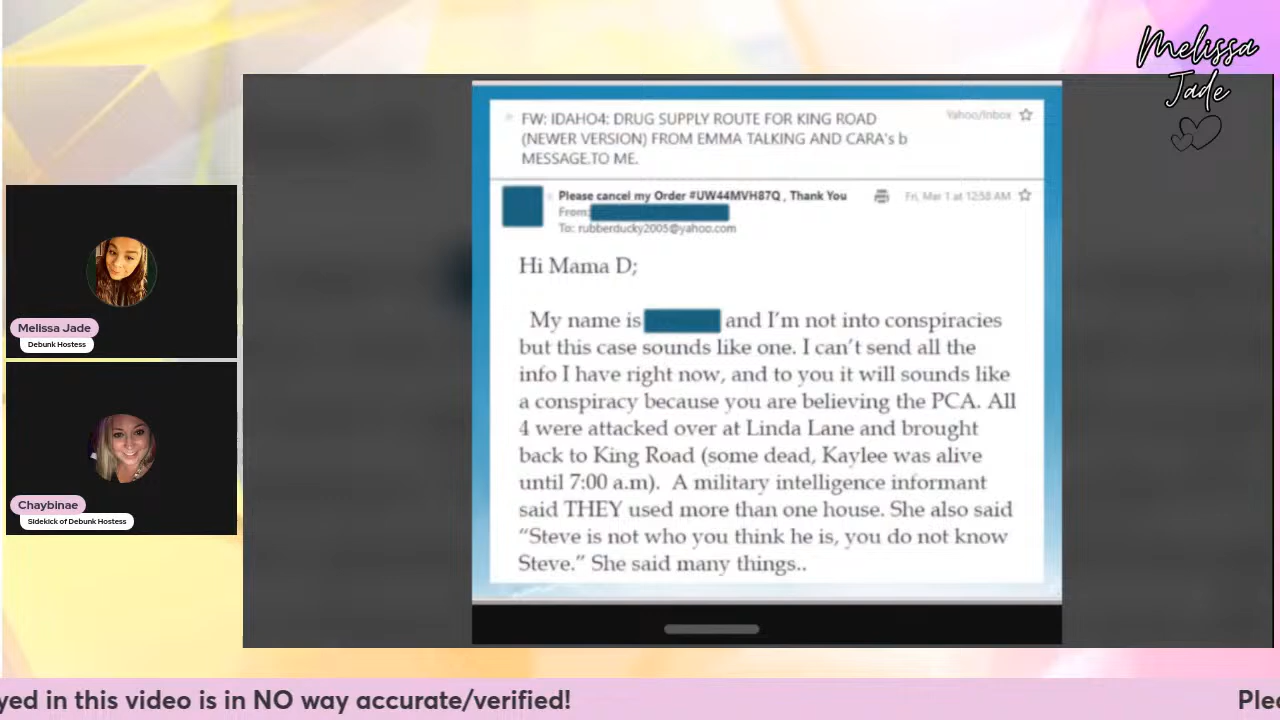 Melissa
Jade
FW: IDAHO4: DRUG SUPPLY ROUTE FOR KING ROAD
(NEWER VERSION) FROM EMMA TALKING AND CARA's b
MESSAGE.TO ME.
Yahoo/Inbox
Please cancel my Order #UW44MVH87Q , Thank You
Fri, Mar 1 at 12:58 AM
From:
To: rubberducky2005@yahoo.com
Hi Mama D;
My name is and I'm not into conspiracies
but this case sounds like one. I can't send all the
info I have right now, and to you it will sounds like
a conspiracy because you are believing the PCA. All
4 were attacked over at Linda Lane and brought
back to King Road (some dead, Kaylee was alive
until 7:00 a.m). A military intelligence informant
said THEY used more than one house. She also said
“Steve is not who you think he is, you do not know
Steve.” She said many things..
Melissa Jade
Debunk Hostess
Chaybinae
Sidekick of Debunk Hostess
yed in this video is in NO way accurate/verified!
Plea